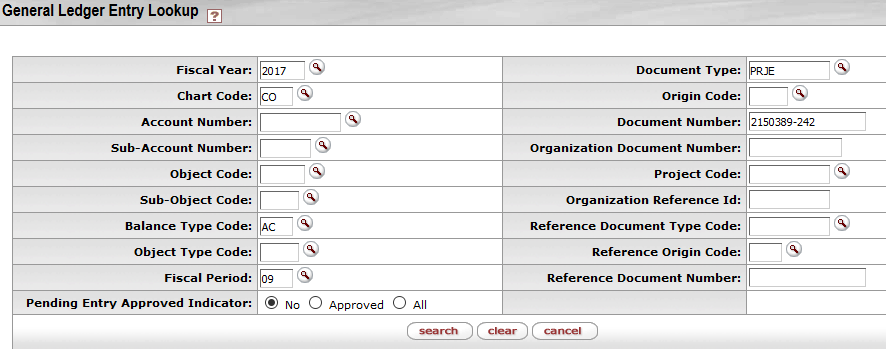 General Ledger Entry Lookup ?
Fiscal Year: 2017 Document Type: PRJE
Chart Code: CO Origin Code:
Account Number: Document Number: 2150389-242
Sub-Account Number: Organization Document Number:
Object Code: Project Code:
Sub-Object Code: Organization Reference Id:
Balance Type Code: AC Reference Document Type Code:
Object Type Code: Reference Origin Code:
Fiscal Period: 09 Reference Document Number:
Pending Entry Approved Indicator: No Approved All
search clear cancel